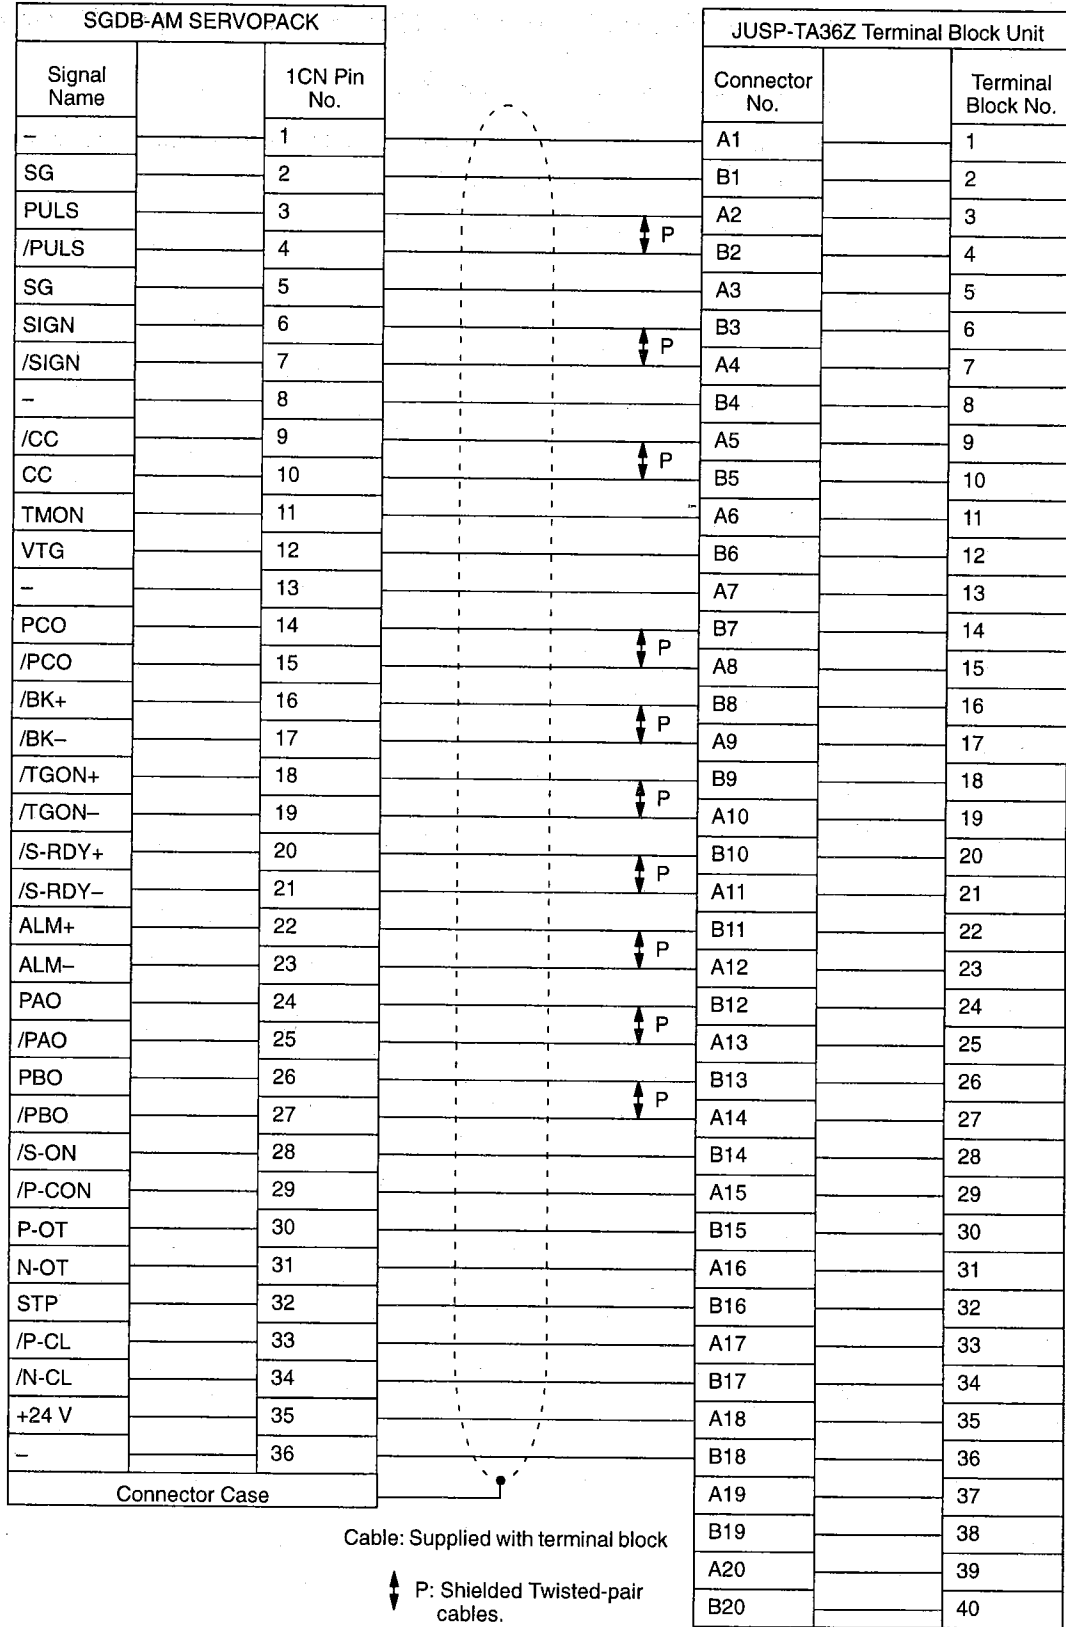 SGDB-AM SERVOPACK
JUSP-TA36Z Terminal Block Unit
Signal Name 1CN Pin No. Connector No. Terminal Block No.
– 1 A1 1
SG 2 B1 2
PULS 3 A2 3
P
/PULS 4 B2 4
SG 5 A3 5
SIGN 6 B3 6
P
/SIGN 7 A4 7
– 8 B4 8
/CC 9 A5 9
P
CC 10 B5 10
TMON 11 A6 11
VTG 12 B6 12
– 13 A7 13
PCO 14 B7 14
P
/PCO 15 A8 15
/BK+ 16 B8 16
P
/BK– 17 A9 17
/TGON+ 18 B9 18
P
/TGON– 19 A10 19
/S-RDY+ 20 B10 20
P
/S-RDY– 21 A11 21
ALM+ 22 B11 22
P
ALM– 23 A12 23
PAO 24 B12 24
P
/PAO 25 A13 25
PBO 26 B13 26
P
/PBO 27 A14 27
/S-ON 28 B14 28
/P-CON 29 A15 29
P-OT 30 B15 30
N-OT 31 A16 31
STP 32 B16 32
/P-CL 33 A17 33
/N-CL 34 B17 34
+24 V 35 A18 35
– 36 B18 36
Connector Case A19 37
B19 38
A20 39
B20 40
Cable: Supplied with terminal block
P: Shielded Twisted-pair
cables.